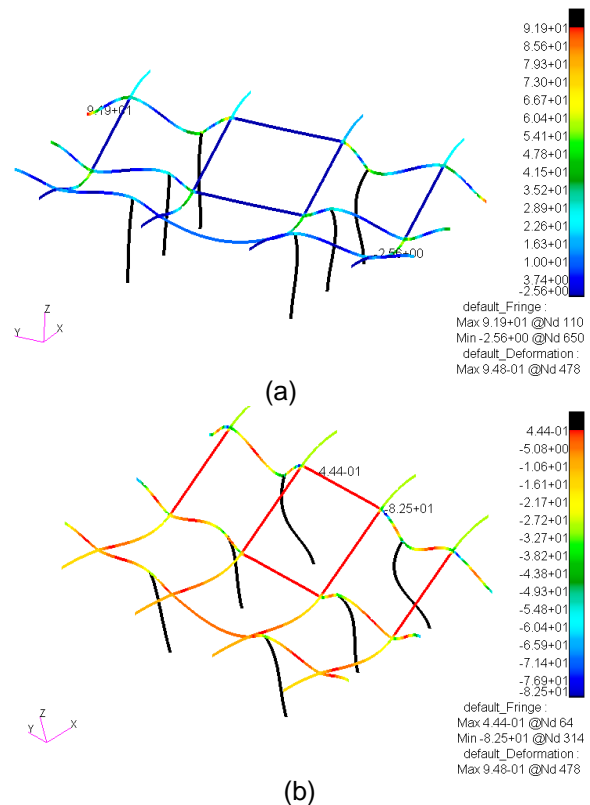 9.19+01
8.56+01
7.93+01
7.30+01
6.67+01
6.04+01
5.41+01
4.78+01
4.15+01
3.52+01
2.89+01
2.26+01
1.63+01
1.00+01
3.74+00
-2.56+00
9.19+01
-2.56+00
default_Fringe :
Max 9.19+01 @Nd 110
Min -2.56+00 @Nd 650
default_Deformation :
Max 9.48-01 @Nd 478
Z
Y X
(a)
4.44-01
-5.08+00
-1.06+01
-1.61+01
-2.17+01
-2.72+01
-3.27+01
-3.82+01
-4.38+01
-4.93+01
-5.48+01
-6.04+01
-6.59+01
-7.14+01
-7.69+01
-8.25+01
4.44-01
-8.25+01
default_Fringe :
Max 4.44-01 @Nd 64
Min -8.25+01 @Nd 314
default_Deformation :
Max 9.48-01 @Nd 478
Z
Y X
(b)